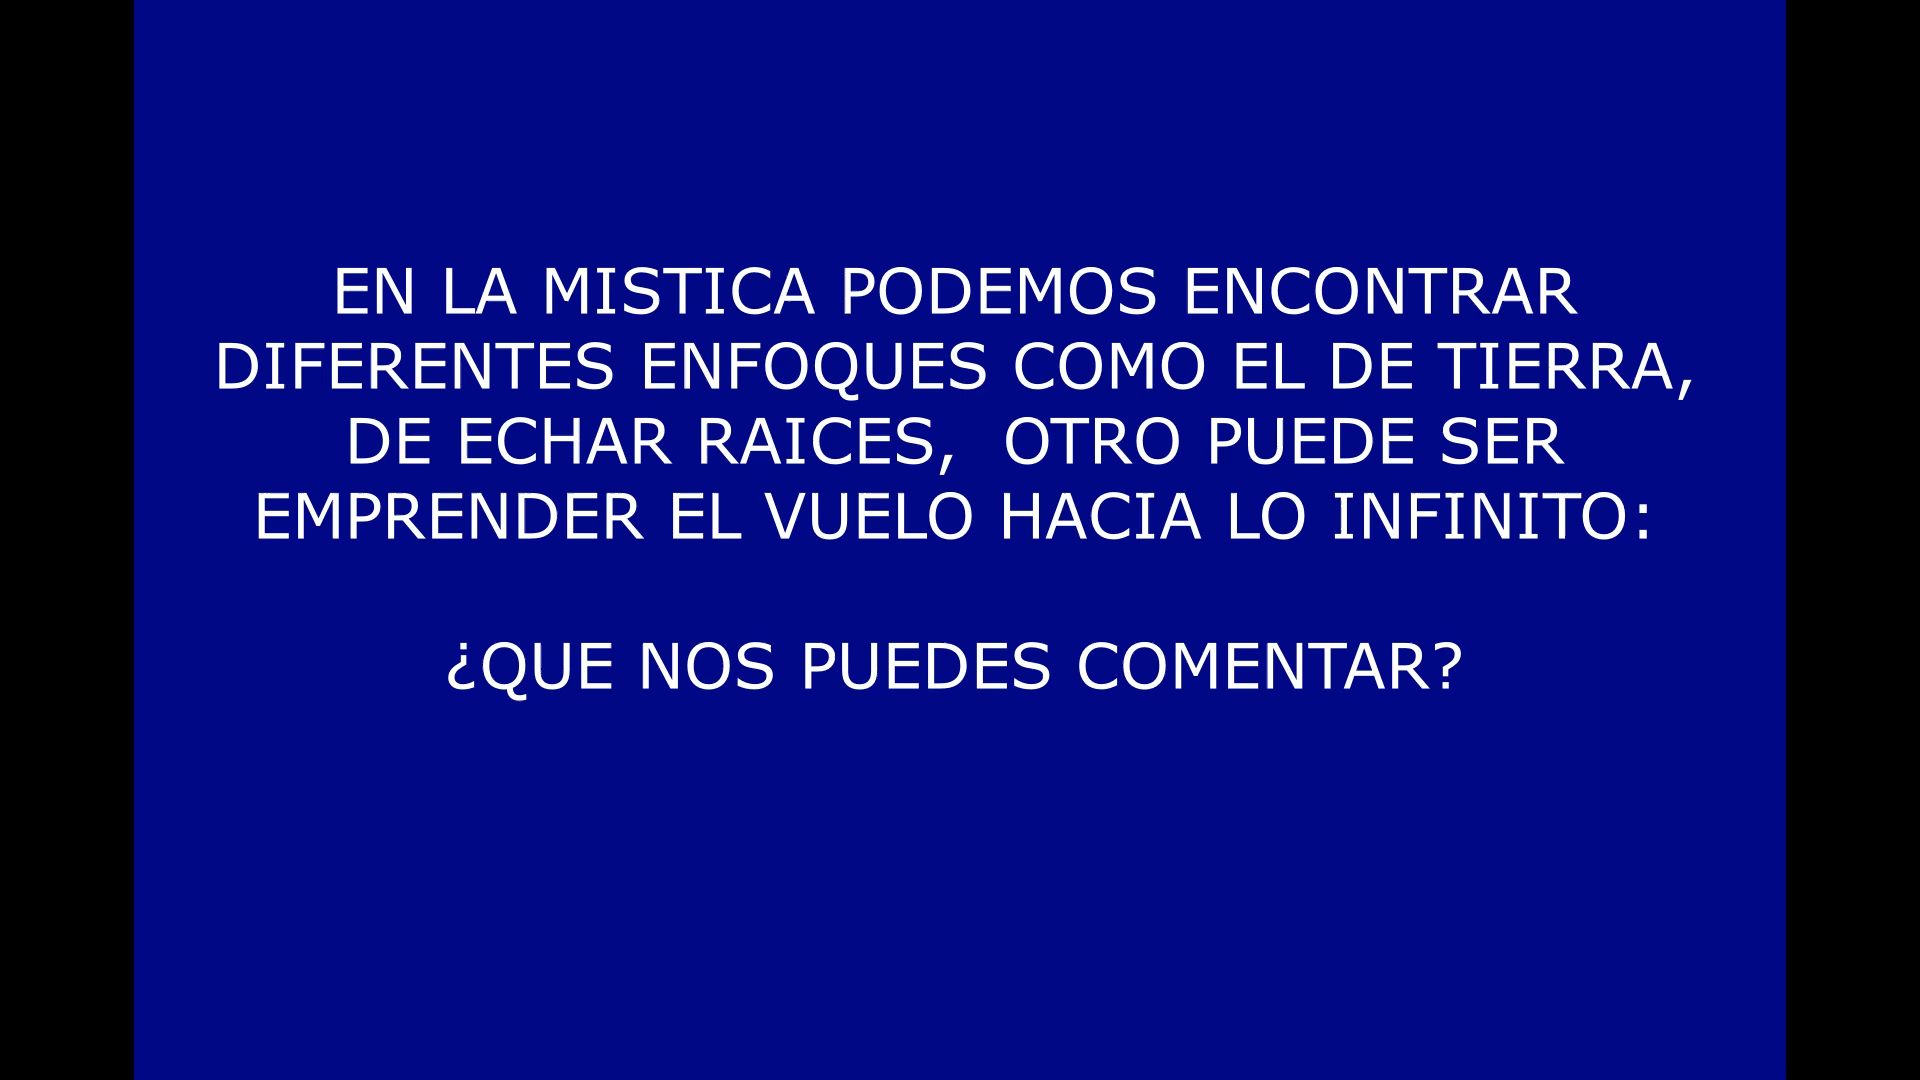 EN LA MISTICA PODEMOS ENCONTRAR
DIFERENTES ENFOQUES COMO EL DE TIERRA,
DE ECHAR RAICES,  OTRO PUEDE SER
EMPRENDER EL VUELO HACIA LO INFINITO:
¿QUE NOS PUEDES COMENTAR?